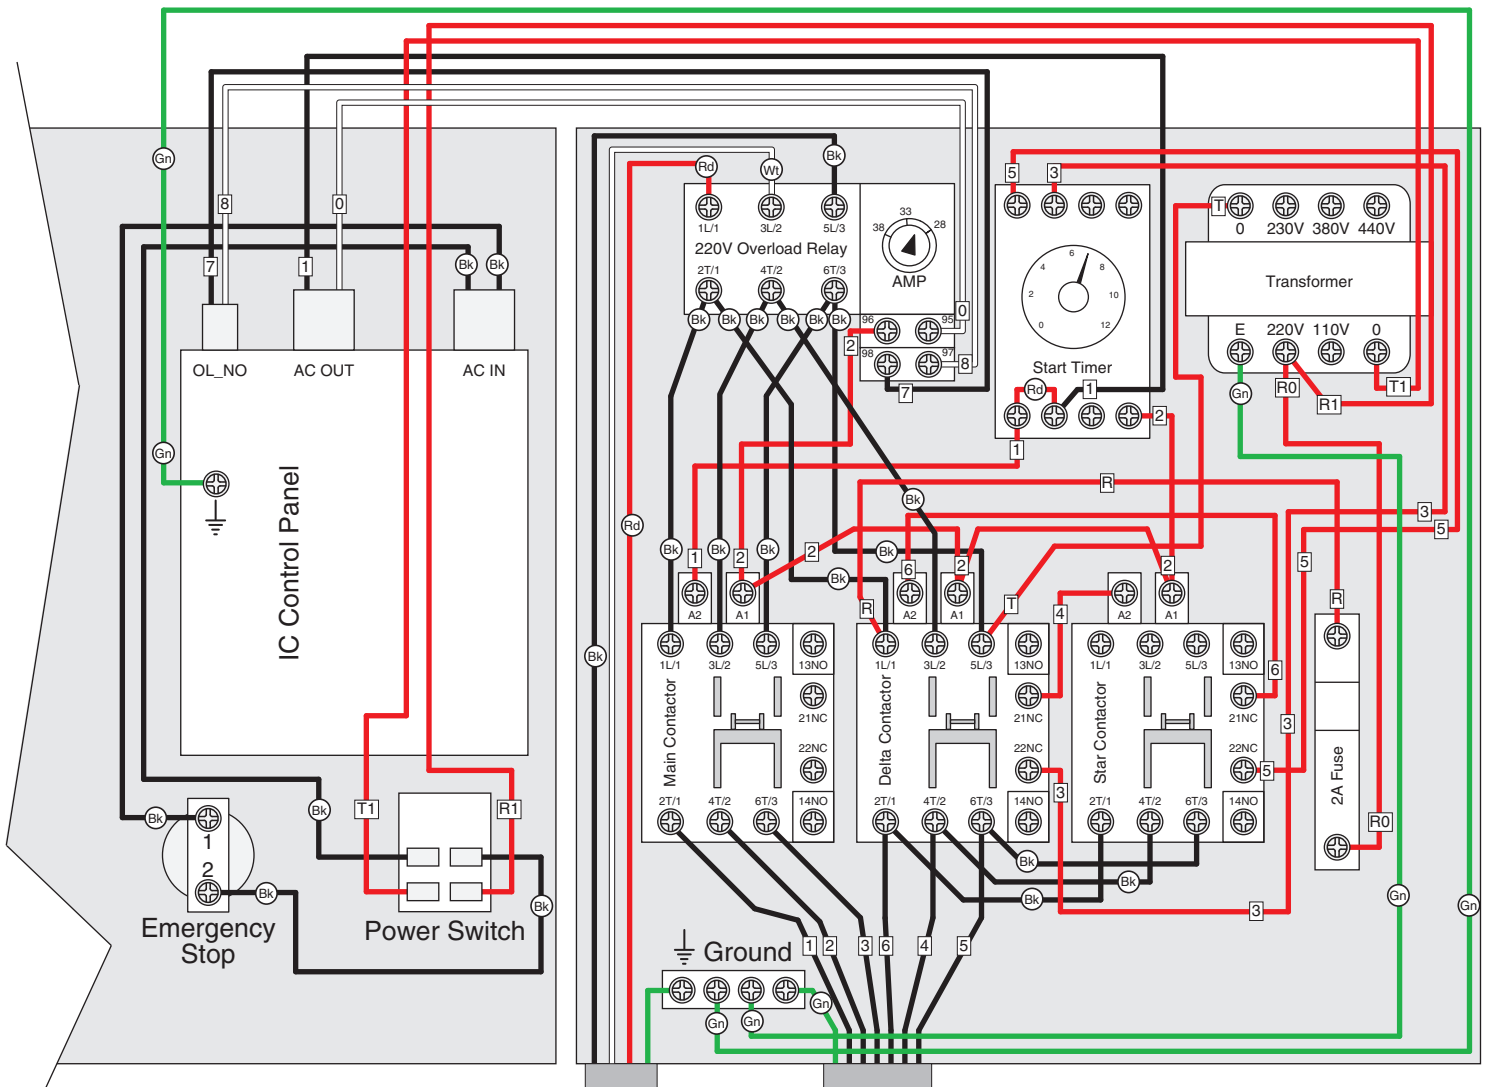 Gn
Rd
Wt
Bk
5
3
8
0
7
1
Bk
Bk
T
0 230V 380V 440V
Transformer
E 220V 110V 0
Gn
R0
R1
T1
1L/1 3L/2 5L/3
220V Overload Relay
2T/1 4T/2 6T/3
Bk Bk Bk Bk Bk Bk
38 33 28
AMP
96 95
0
2
98 97
8
7
0 2 4 6 8 10 12
Start Timer
Rd
1
2
1
OL_NO
AC OUT
AC IN
Gn
IC Control Panel
R
3
5
5
Rd
Bk
Bk
Bk
Bk
1
2
2
Bk
Bk
6
2
2
R
T
4
R
A2 A1
A2 A1
A2 A1
1L/1 3L/2 5L/3 13NO
1L/1 3L/2 5L/3 13NO
1L/1 3L/2 5L/3 13NO
Bk
6
21NC
21NC
21NC
3
Main Contactor
Delta Contactor
Star Contactor
22NC
22NC
22NC
5
3
2A Fuse
2T/1 4T/2 6T/3 14NO
2T/1 4T/2 6T/3 14NO
2T/1 4T/2 6T/3 14NO
R0
Bk
Bk
T1
R1
1
2
Bk
Bk
Emergency
Stop
Power Switch
Bk
Bk
Bk
3
Gn
Gn
Ground
1
2
3
6
4
5
Gn
Gn
Gn